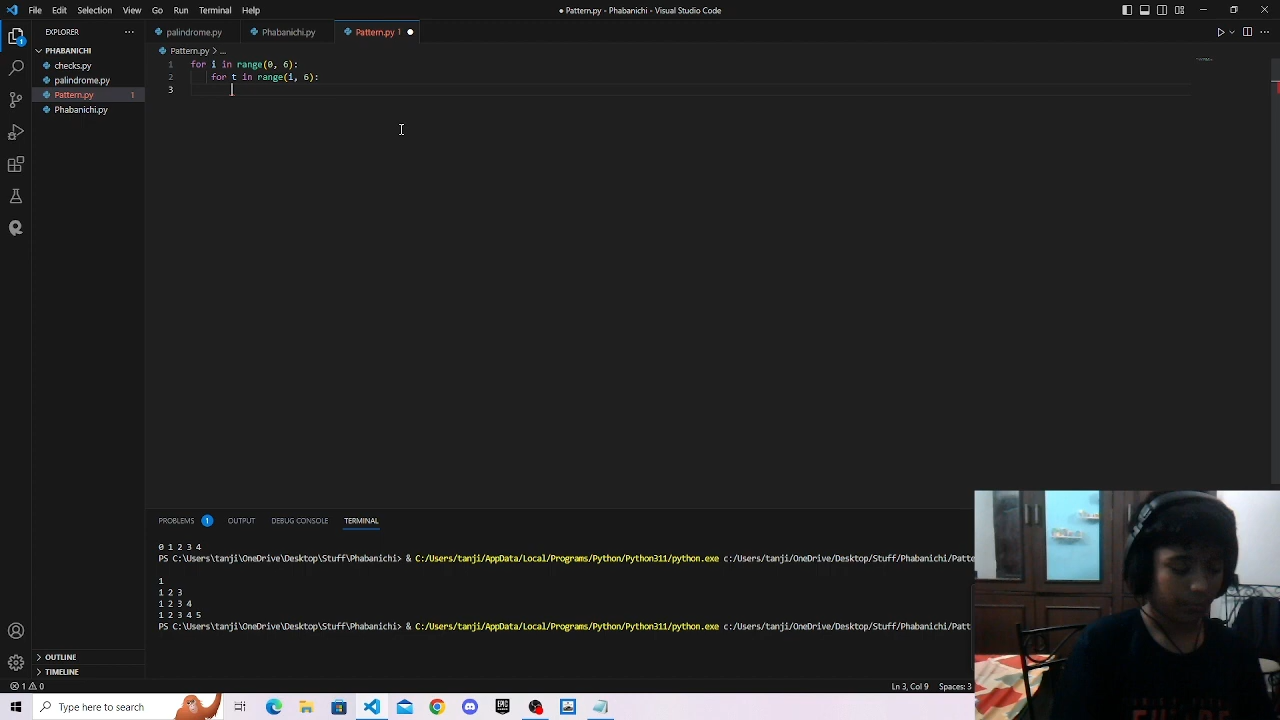 File Edit Selection View Go Run Terminal Help
● Pattern.py - Phabanichi - Visual Studio Code
EXPLORER
PHABANICHI
checks.py
palindrome.py
Pattern.py 1
Phabanichi.py
OUTLINE
TIMELINE
palindrome.py Phabanichi.py Pattern.py 1
Pattern.py > ...
1 for i in range(0, 6):
2 for t in range(i, 6):
3
PROBLEMS 1 OUTPUT DEBUG CONSOLE TERMINAL
0 1 2 3 4
PS C:\Users\tanji\OneDrive\Desktop\Stuff\Phabanichi> & C:/Users/tanji/AppData/Local/Programs/Python/Python311/python.exe c:/Users/tanji/OneDrive/Desktop/Stuff/Phabanichi/Patte
1
1 2 3
1 2 3 4
1 2 3 4 5
PS C:\Users\tanji\OneDrive\Desktop\Stuff\Phabanichi> & C:/Users/tanji/AppData/Local/Programs/Python/Python311/python.exe c:/Users/tanji/OneDrive/Desktop/Stuff/Phabanichi/Patt
1 0 Ln 3, Col 9 Spaces: 3
Type here to search